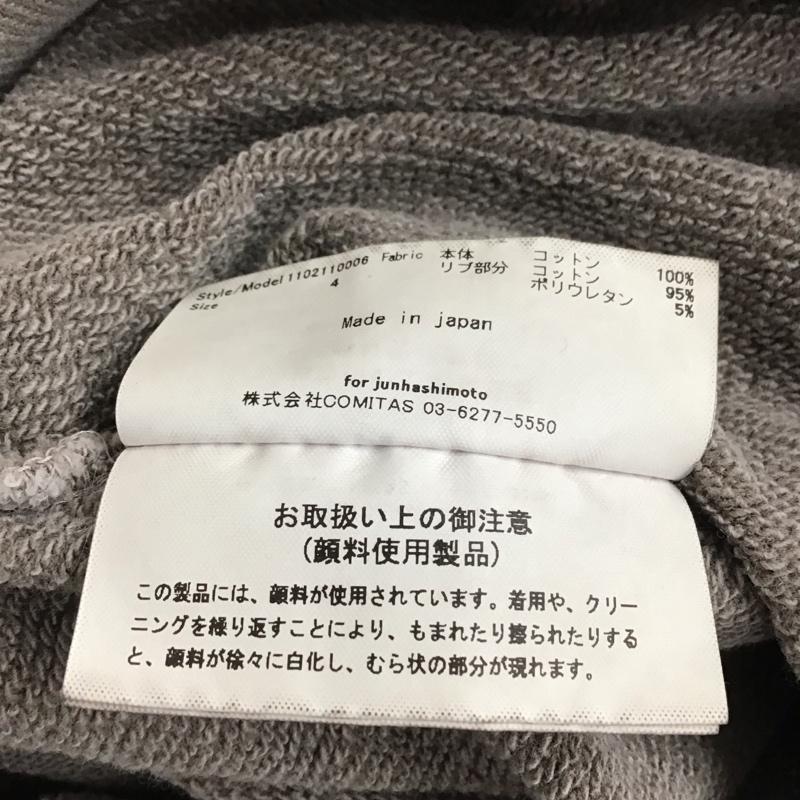 Style/Model 1102110006 Fabric 本体 コットン 100%
Size 4 リブ部分 コットン 95%
ポリウレタン 5%
Made in japan
for junhashimoto
株式会社COMITAS 03-6277-5550
お取扱い上の御注意
(顔料使用製品)
この製品には、顔料が使用されています。着用や、クリー
ニングを繰り返すことにより、もまれたり擦られたりする
と、顔料が徐々に白化し、むら状の部分が現れます。